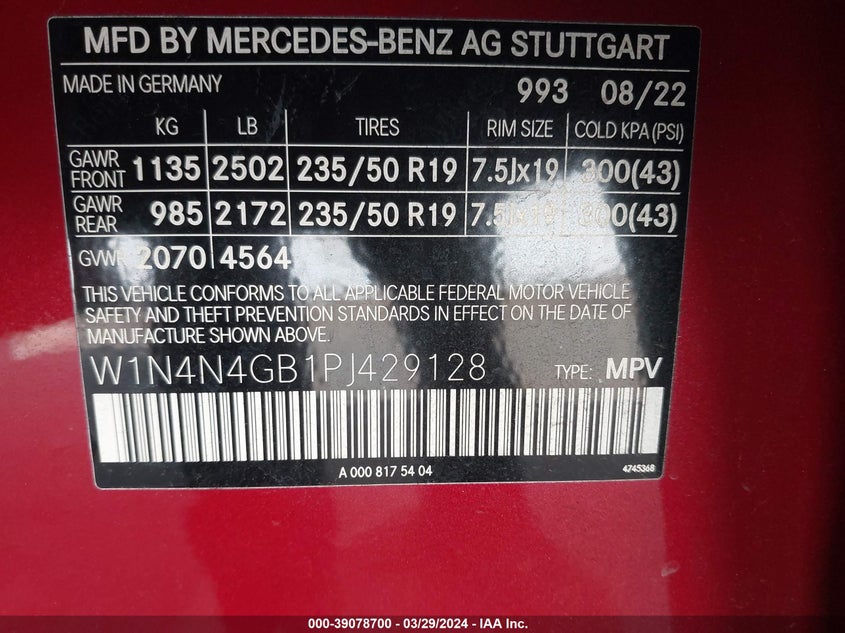 MFD BY MERCEDES-BENZ AG STUTTGART
MADE IN GERMANY 993 08/22
KG LB TIRES RIM SIZE COLD KPA (PSI)
GAWR FRONT 1135 2502 235/50 R19 7.5Jx19 300(43)
GAWR REAR 985 2172 235/50 R19 7.5Jx19 300(43)
GVWR 2070 4564
THIS VEHICLE CONFORMS TO ALL APPLICABLE FEDERAL MOTOR VEHICLE
SAFETY AND THEFT PREVENTION STANDARDS IN EFFECT ON THE DATE OF
MANUFACTURE SHOWN ABOVE.
W1N4N4GB1PJ429128 TYPE: MPV
A 000 817 54 04 4745368
000-39078700 - 03/29/2024 - IAA Inc.